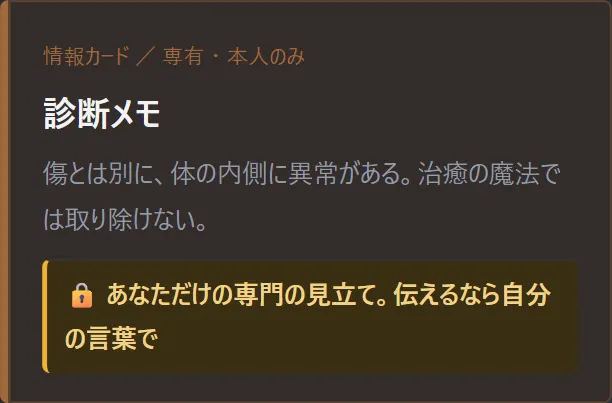 情報カード ／ 専有・本人のみ
診断メモ
傷とは別に、体の内側に異常がある。治癒の魔法で
は取り除けない。
🔒 あなただけの専門の見立て。伝えるなら自分
の言葉で